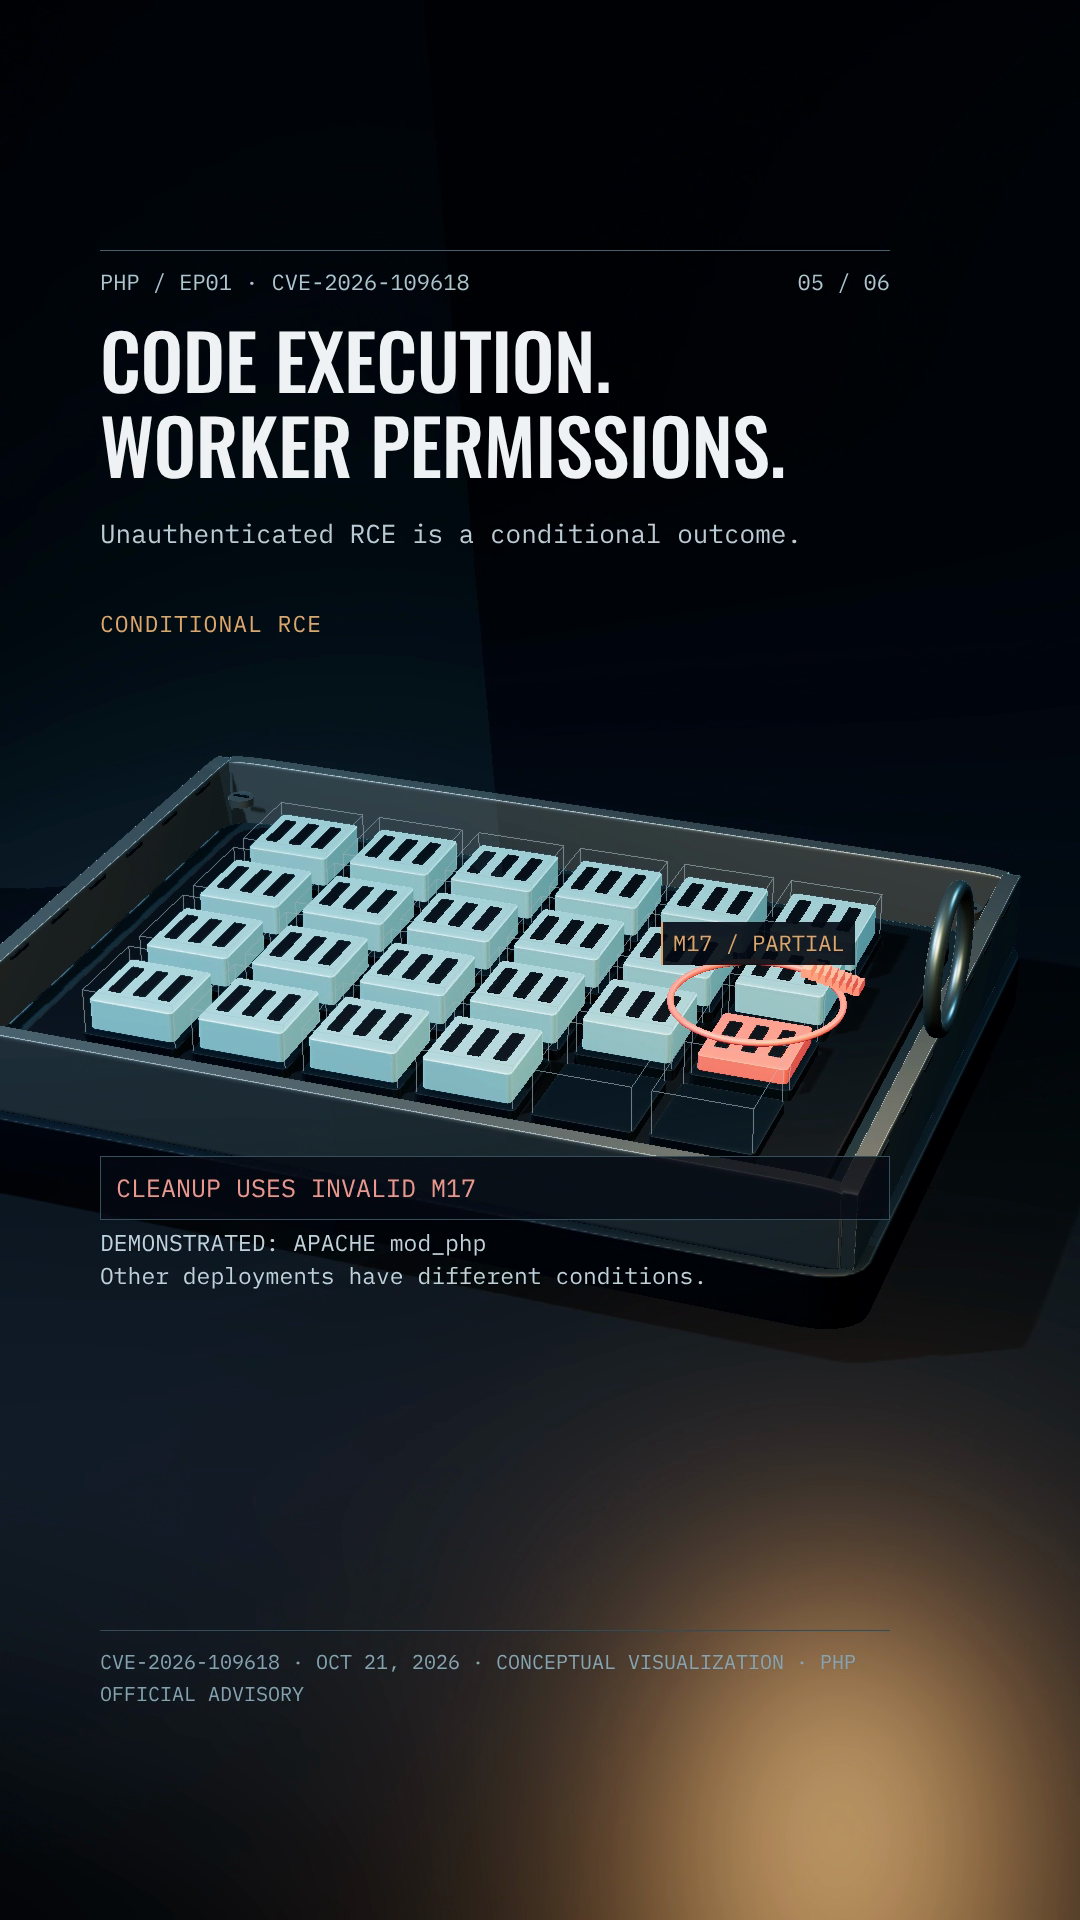 PHP / EP01 · CVE-2026-109618
05 / 06
CODE EXECUTION.
WORKER PERMISSIONS.
Unauthenticated RCE is a conditional outcome.
CONDITIONAL RCE
M17 / PARTIAL
CLEANUP USES INVALID M17
DEMONSTRATED: APACHE mod_php
Other deployments have different conditions.
CVE-2026-109618 · OCT 21, 2026 · CONCEPTUAL VISUALIZATION · PHP
OFFICIAL ADVISORY